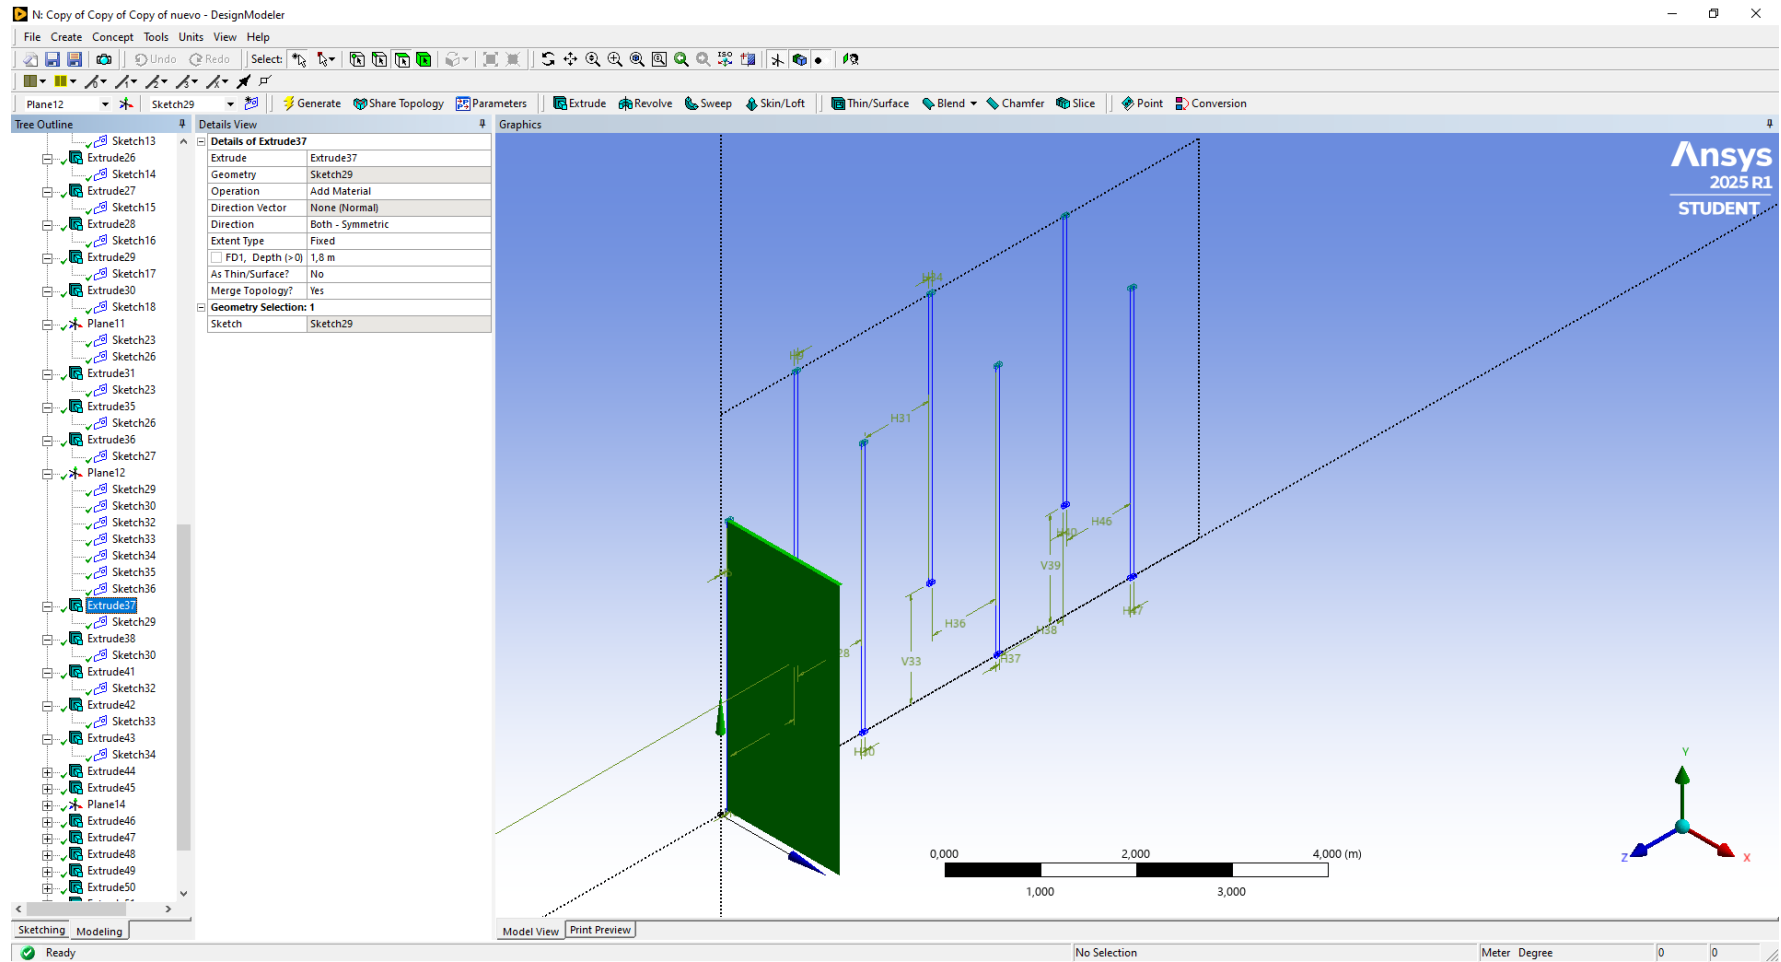 N: Copy of Copy of Copy of nuevo - DesignModeler
File Create Concept Tools Units View Help
Undo Redo Select:
Plane12 Sketch29 Generate Share Topology Parameters Extrude Revolve Sweep Skin/Loft Thin/Surface Blend Chamfer Slice Point Conversion
Tree Outline
Sketch13
Extrude26
Sketch14
Extrude27
Sketch15
Extrude28
Sketch16
Extrude29
Sketch17
Extrude30
Sketch18
Plane11
Sketch23
Sketch26
Extrude31
Sketch23
Extrude35
Sketch26
Extrude36
Sketch27
Plane12
Sketch29
Sketch30
Sketch32
Sketch33
Sketch34
Sketch35
Sketch36
Extrude37
Sketch29
Extrude38
Sketch30
Extrude41
Sketch32
Extrude42
Sketch33
Extrude43
Sketch34
Extrude44
Extrude45
Plane14
Extrude46
Extrude47
Extrude48
Extrude49
Extrude50
Sketching Modeling
Details View
Details of Extrude37
Extrude Extrude37
Geometry Sketch29
Operation Add Material
Direction Vector None (Normal)
Direction Both - Symmetric
Extent Type Fixed
FD1, Depth (>0) 1,8 m
As Thin/Surface? No
Merge Topology? Yes
Geometry Selection: 1
Sketch Sketch29
Graphics
Ansys
2025 R1
STUDENT
H31
H46
V39
H36
H38
28
V33
H37
Y
Z
X
0,000 2,000 4,000 (m)
1,000 3,000
Model View Print Preview
Ready No Selection Meter Degree 0 0